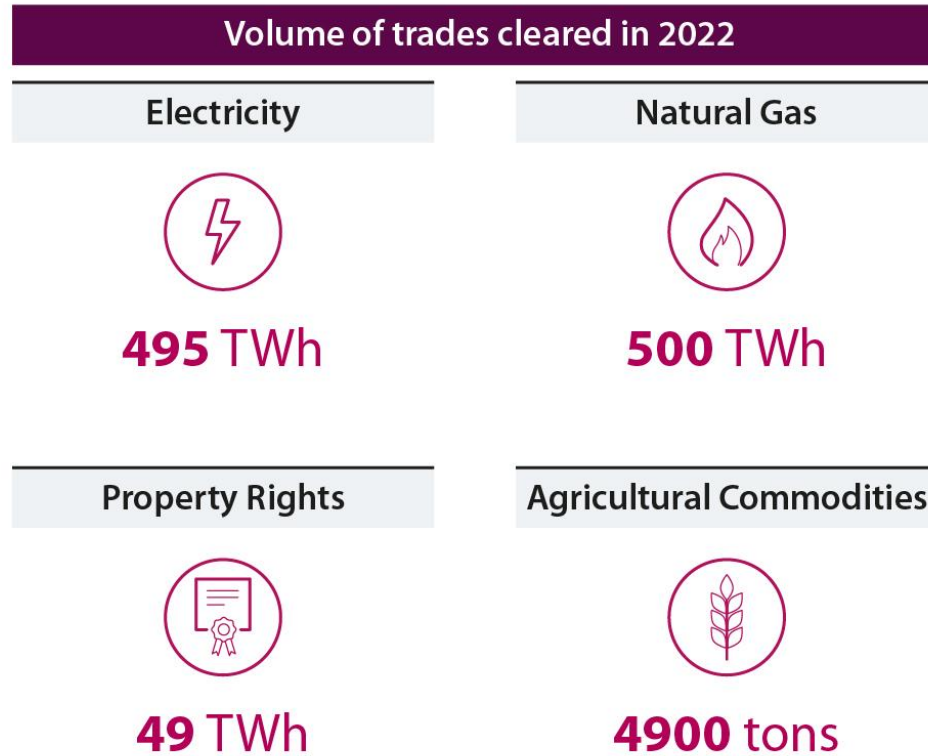 Volume of trades cleared in 2022
Electricity
Natural Gas
495 TWh
500 TWh
Property Rights
Agricultural Commodities
49 TWh
4900 tons